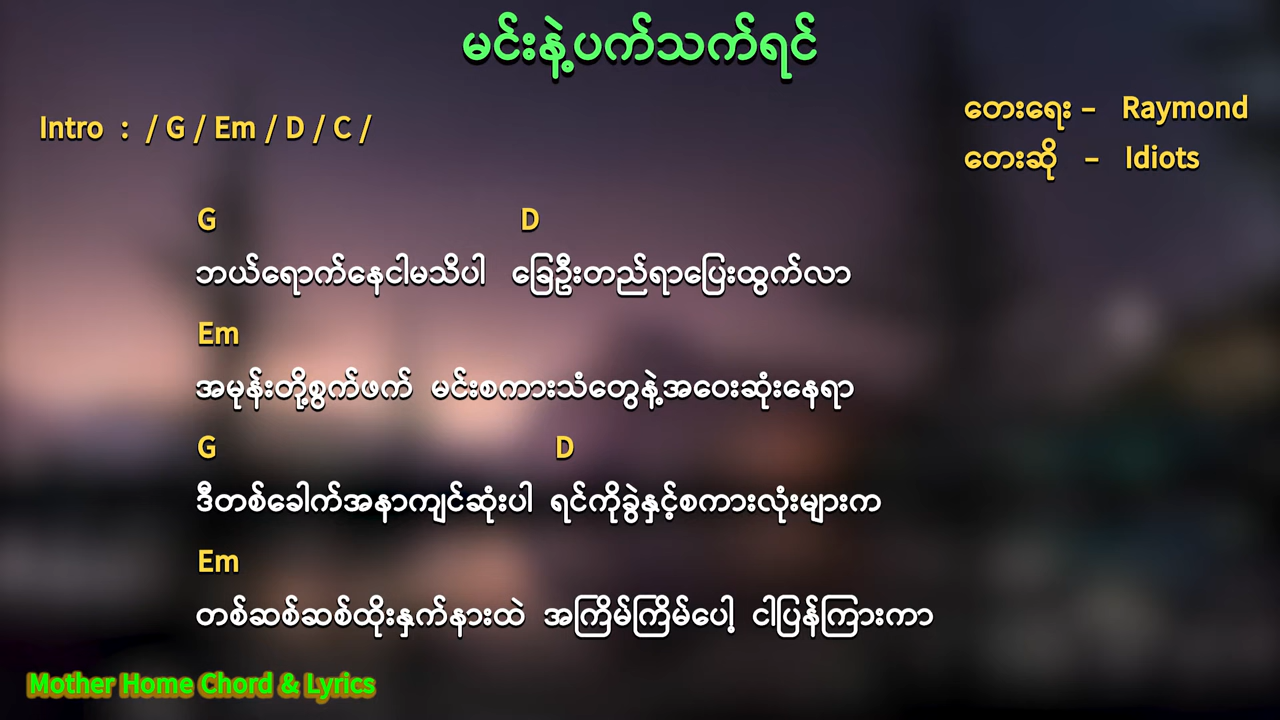 မင်းနဲ့ပက်သက်ရင်
Intro : / G / Em / D / C /
တေးရေး – Raymond
တေးဆို – Idiots
G D
ဘယ်ရောက်နေငါမသိပါ ခြေဦးတည်ရာပြေးထွက်လာ
Em
အမုန်းတို့စွက်ဖက် မင်းစကားသံတွေနဲ့အဝေးဆုံးနေရာ
G D
ဒီတစ်ခေါက်အနာကျင်ဆုံးပါ ရင်ကိုခွဲနှင့်စကားလုံးများက
Em
တစ်ဆစ်ဆစ်ထိုးနှက်နားထဲ အကြိမ်ကြိမ်ပေါ့ ငါပြန်ကြားကာ
Mother Home Chord & Lyrics